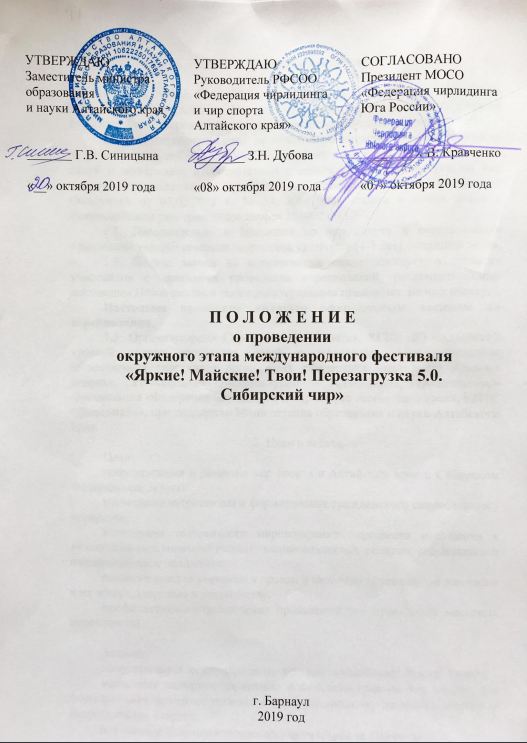 УТВЕРЖДАЮ
Заместитель министра
образования
и науки Алтайского края
Г.В. Синицына
«20» октября 2019 года
УТВЕРЖДАЮ
Руководитель РФСОО
«Федерация чирлидинга
и чир спорта
Алтайского края»
З.Н. Дубова
«08» октября 2019 года
СОГЛАСОВАНО
Президент МОСО
«Федерация чирлидинга
Юга России»
В. Кравченко
«07» октября 2019 года
П О Л О Ж Е Н И Е
о проведении
окружного этапа международного фестиваля
«Яркие! Майские! Твои! Перезагрузка 5.0.
Сибирский чир»
г. Барнаул
2019 год